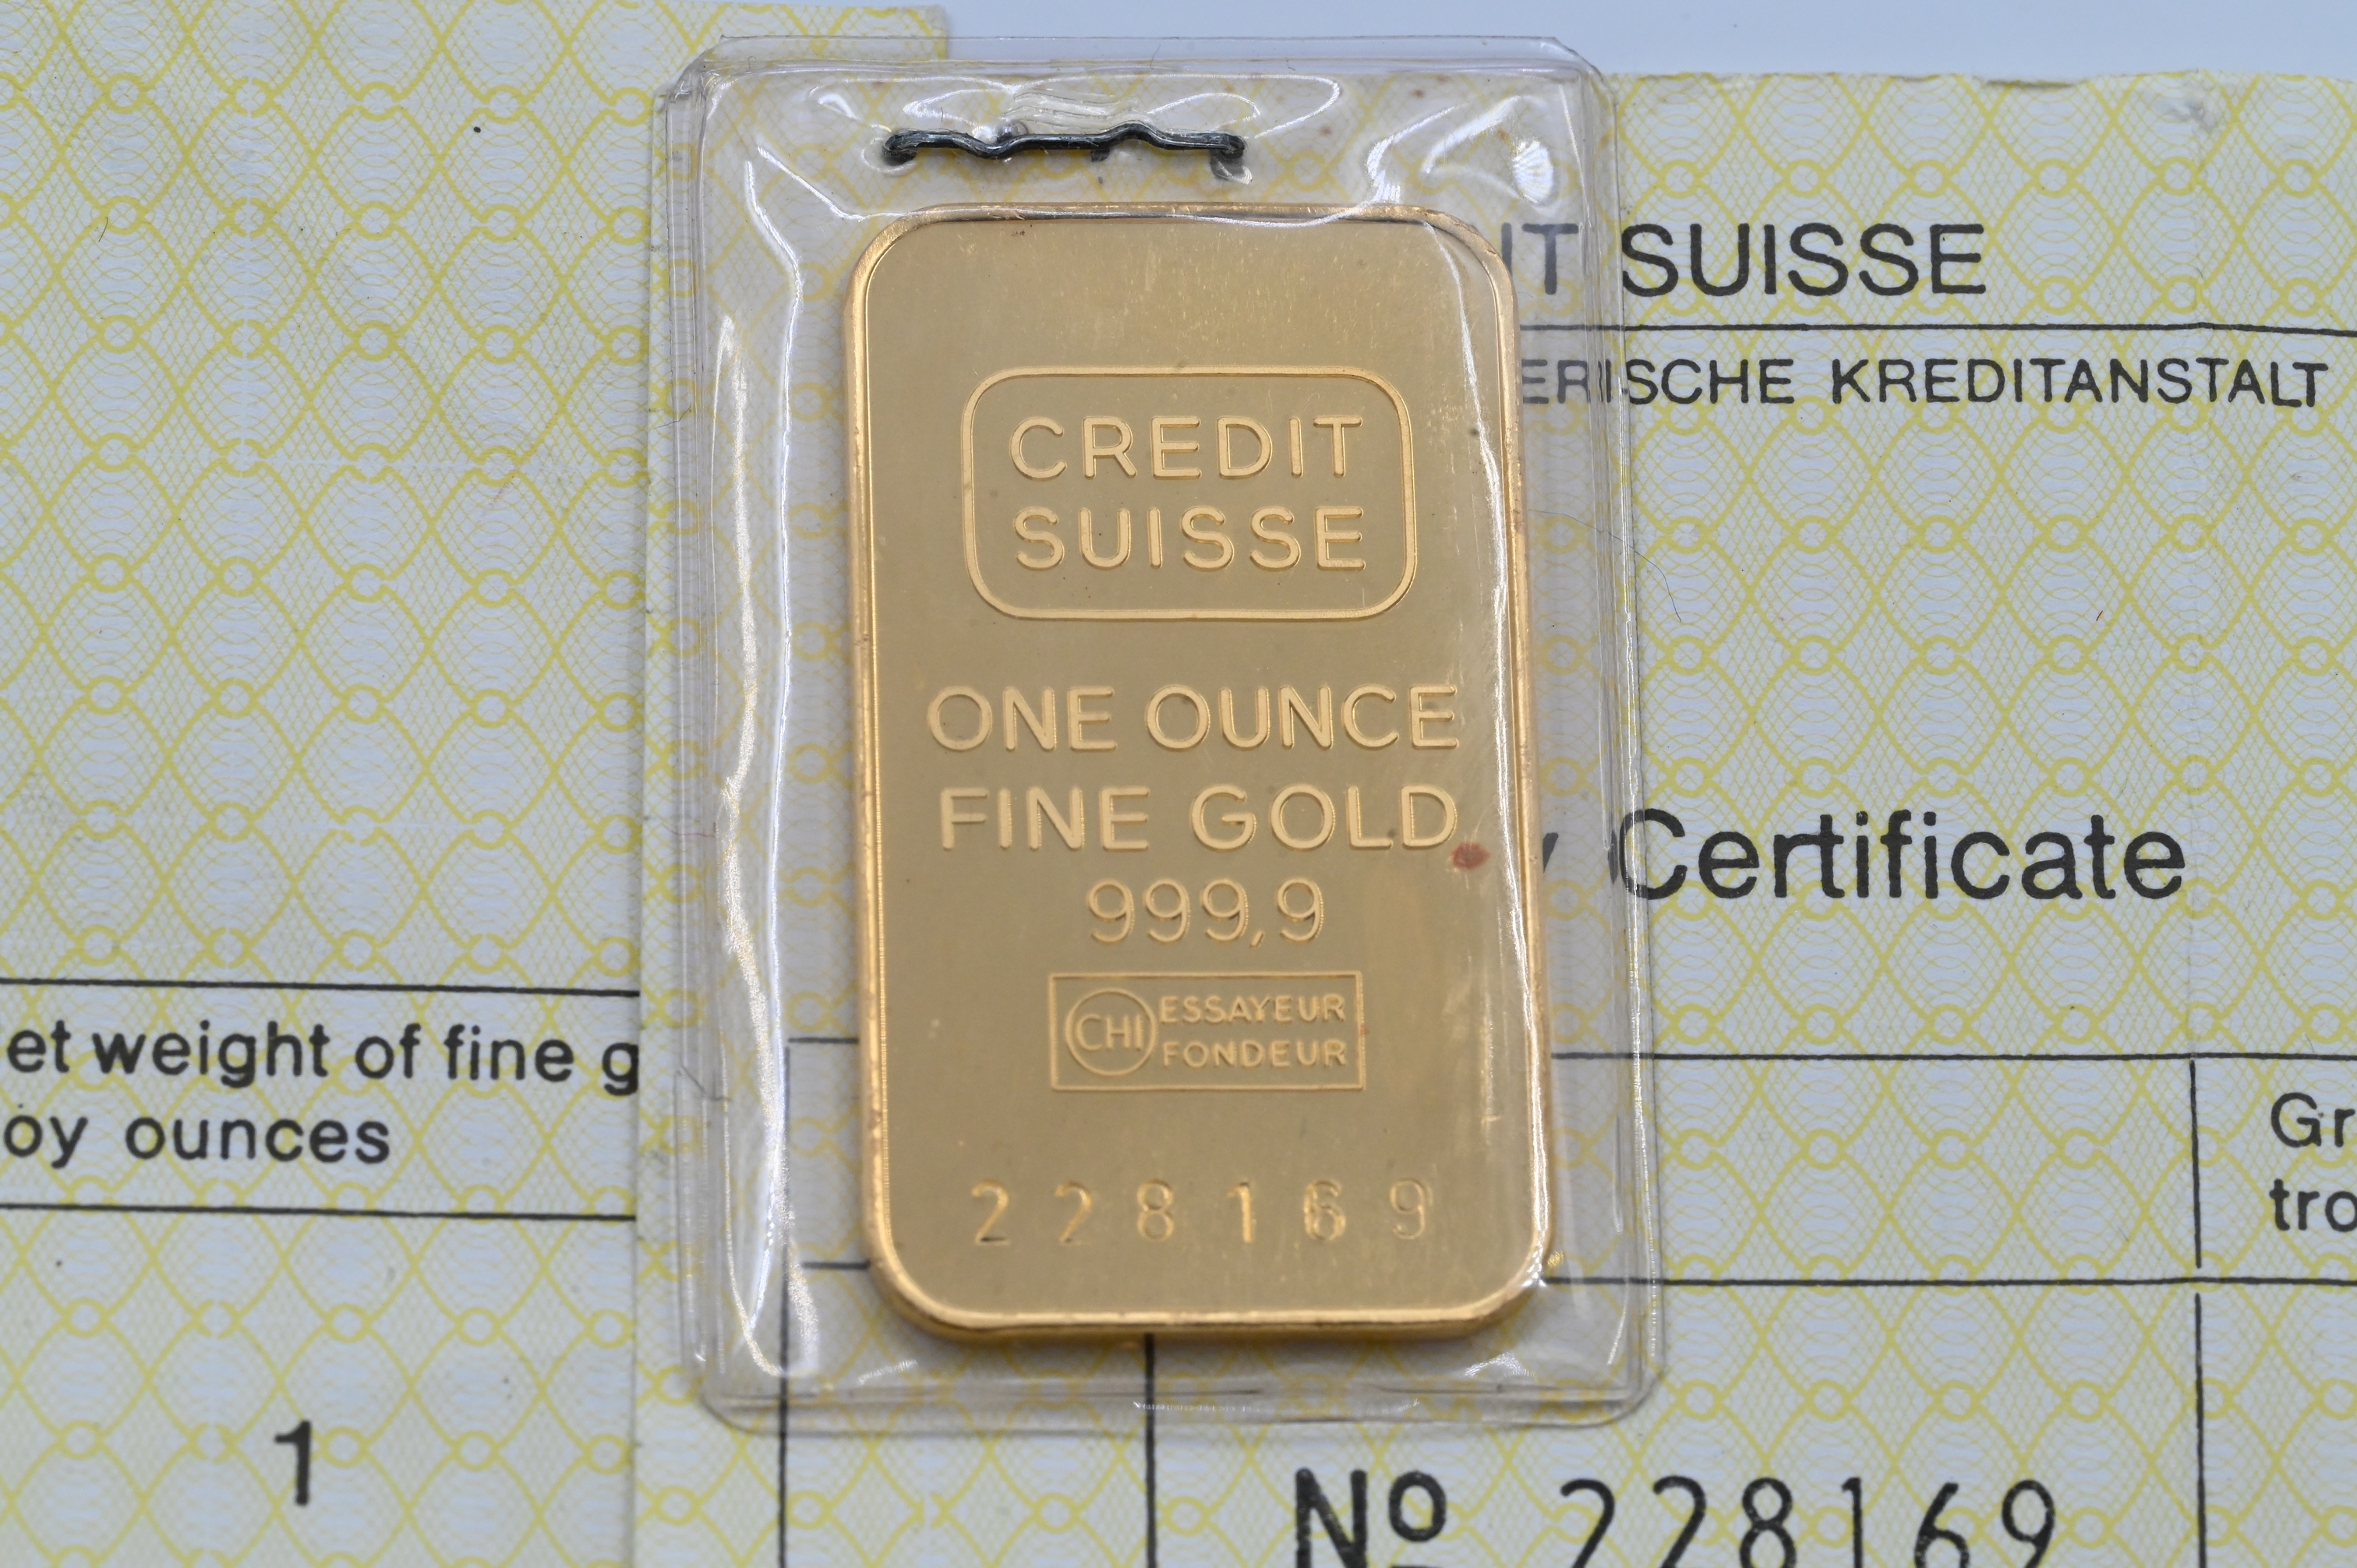 CREDIT
SUISSE
ONE OUNCE
FINE GOLD
999,9
CHI ESSAYEUR
FONDEUR
228169
IT SUISSE
ERISCHE KREDITANSTALT
y Certificate
et weight of fine g
oy ounces
1
Gr
tro
No 228169